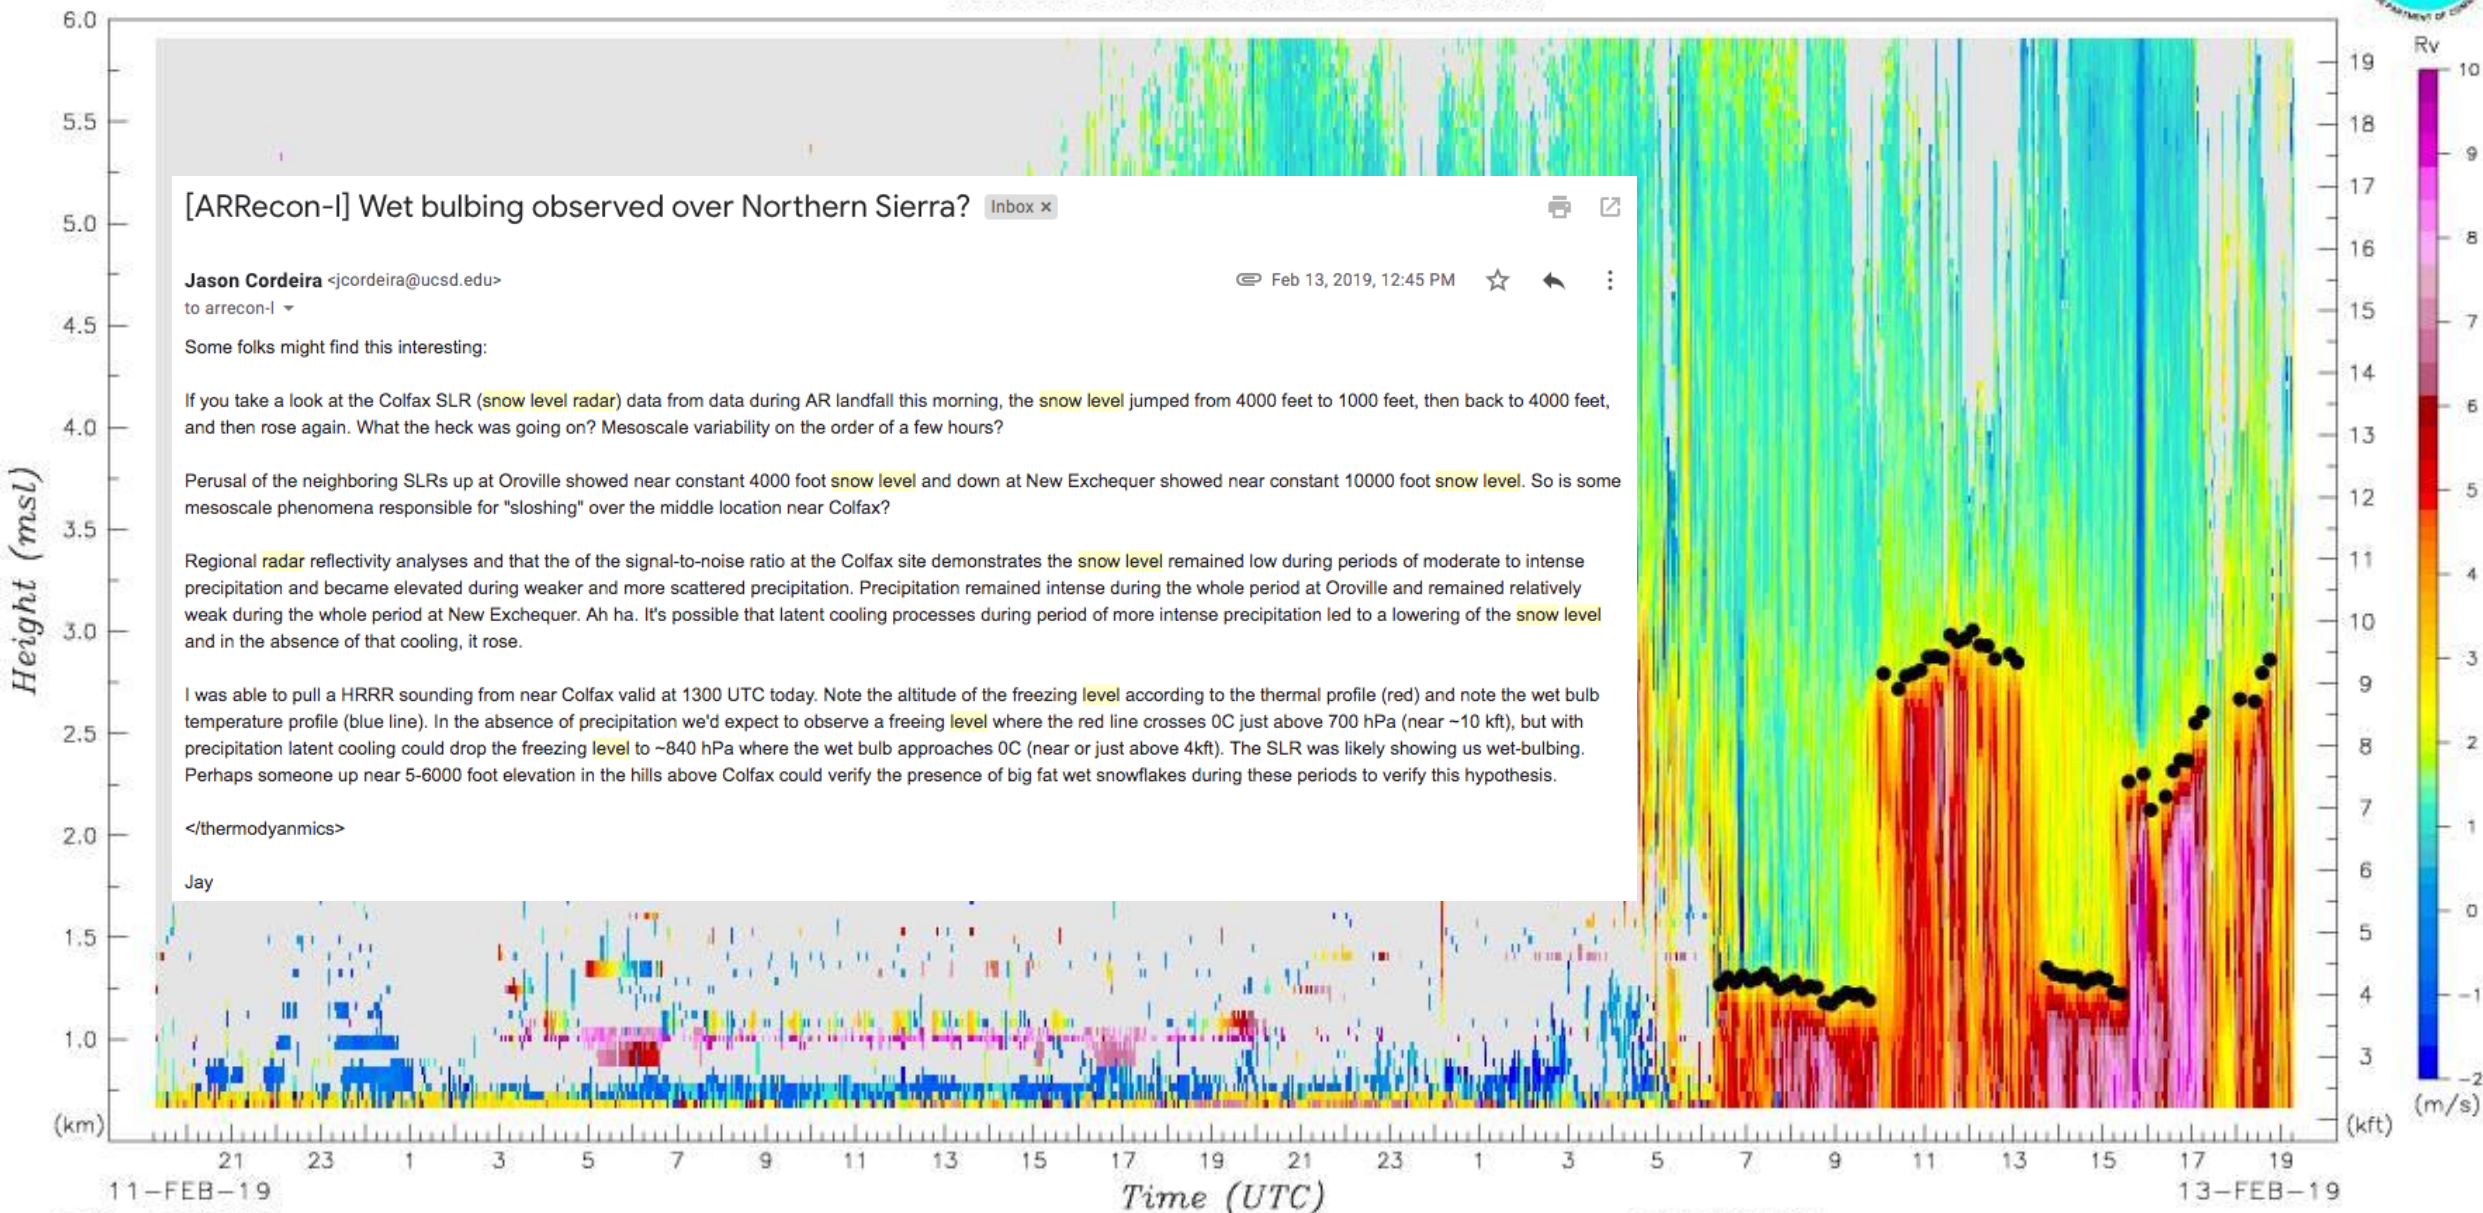 6.0
5.5
5.0
4.5
4.0
3.5
3.0
2.5
2.0
1.5
1.0
(km)
Height (msl)
[ARRecon-l] Wet bulbing observed over Northern Sierra? Inbox ×
Jason Cordeira <jcordeira@ucsd.edu> Feb 13, 2019, 12:45 PM
to arrecon-l
Some folks might find this interesting:
If you take a look at the Colfax SLR (snow level radar) data from data during AR landfall this morning, the snow level jumped from 4000 feet to 1000 feet, then back to 4000 feet,
and then rose again. What the heck was going on? Mesoscale variability on the order of a few hours?
Perusal of the neighboring SLRs up at Oroville showed near constant 4000 foot snow level and down at New Exchequer showed near constant 10000 foot snow level. So is some
mesoscale phenomena responsible for "sloshing" over the middle location near Colfax?
Regional radar reflectivity analyses and that the of the signal-to-noise ratio at the Colfax site demonstrates the snow level remained low during periods of moderate to intense
precipitation and became elevated during weaker and more scattered precipitation. Precipitation remained intense during the whole period at Oroville and remained relatively
weak during the whole period at New Exchequer. Ah ha. It's possible that latent cooling processes during period of more intense precipitation led to a lowering of the snow level
and in the absence of that cooling, it rose.
I was able to pull a HRRR sounding from near Colfax valid at 1300 UTC today. Note the altitude of the freezing level according to the thermal profile (red) and note the wet bulb
temperature profile (blue line). In the absence of precipitation we'd expect to observe a freeing level where the red line crosses 0C just above 700 hPa (near ~10 kft), but with
precipitation latent cooling could drop the freezing level to ~840 hPa where the wet bulb approaches 0C (near or just above 4kft). The SLR was likely showing us wet-bulbing.
Perhaps someone up near 5-6000 foot elevation in the hills above Colfax could verify the presence of big fat wet snowflakes during these periods to verify this hypothesis.
</thermodyanmics>
Jay
19
18
17
16
15
14
13
12
11
10
9
8
7
6
5
4
3
(kft)
Rv
10
9
8
7
6
5
4
3
2
1
0
-1
-2
(m/s)
21 23 1 3 5 7 9 11 13 15 17 19 21 23 1 3 5 7 9 11 13 15 17 19
11-FEB-19 Time (UTC) 13-FEB-19